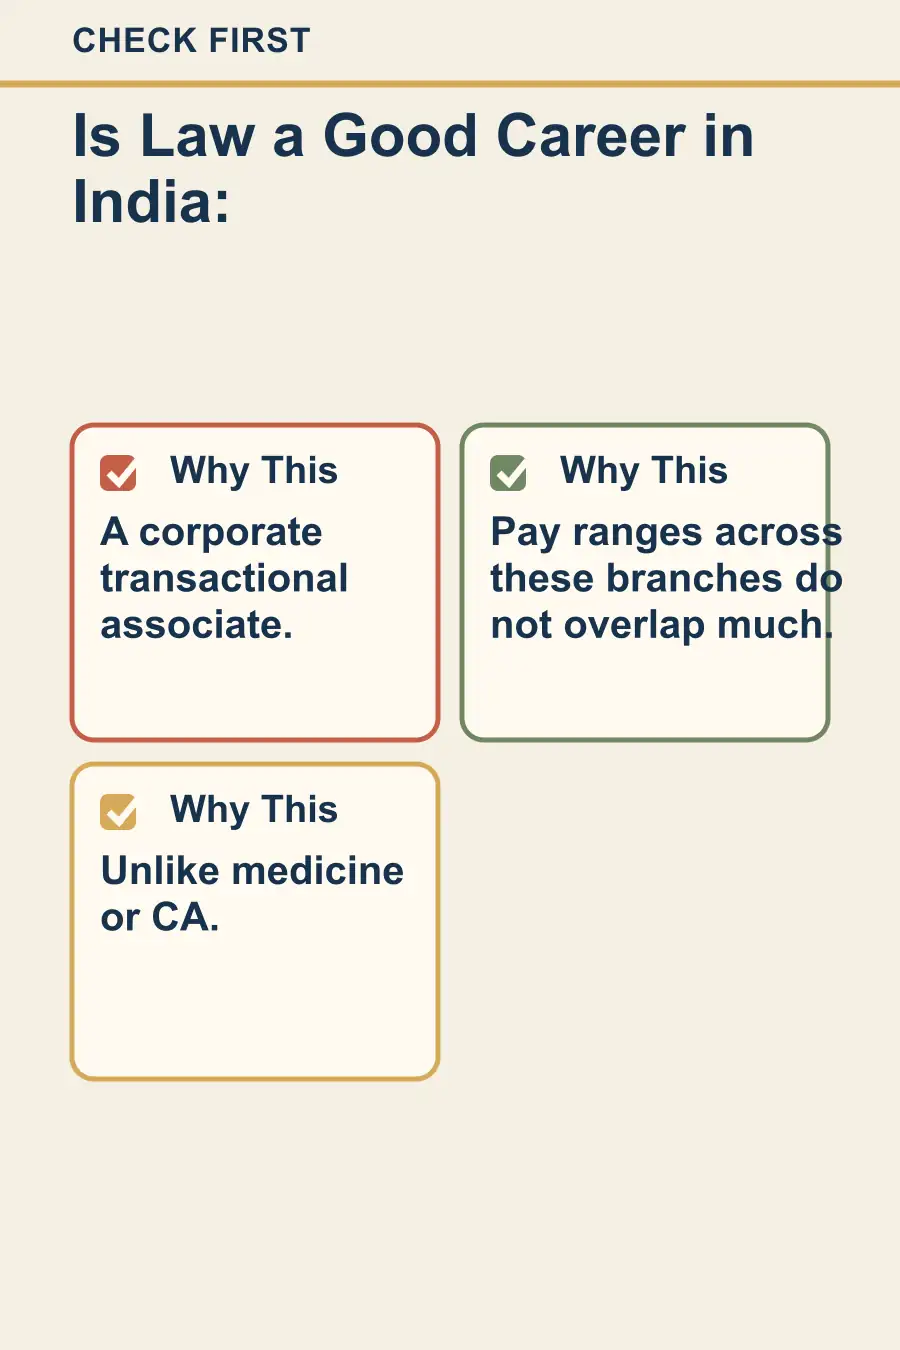 CHECK FIRST
Is Law a Good Career in
India:
Why This
A corporate
transactional
associate.
Why This
Pay ranges across
these branches do
not overlap much.
Why This
Unlike medicine
or CA.